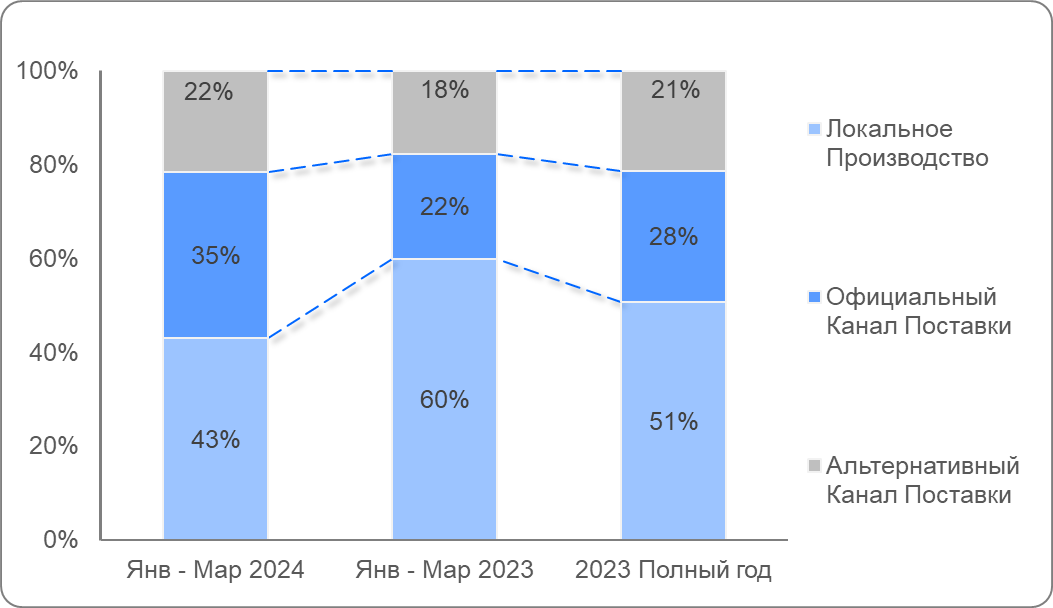 100%
80%
60%
40%
20%
0%
22%
18%
21%
35%
22%
28%
43%
60%
51%
Янв - Мар 2024
Янв - Мар 2023
2023 Полный год
Локальное
Производство
Официальный
Канал Поставки
Альтернативный
Канал Поставки